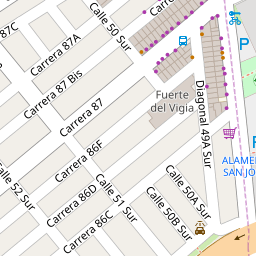 87C
Calle 50 Sur
Carrera 87A
Carrera 87 Bis
Carrera 87
Fuerte
del Vigía
Diagonal 49A Sur
P
Carrera 86F
ALAME
SAN JO
Calle 52 Sur
Calle 51 Sur
Calle 50A Sur
Carrera 86D
Calle 50B Sur
Carrera 86C